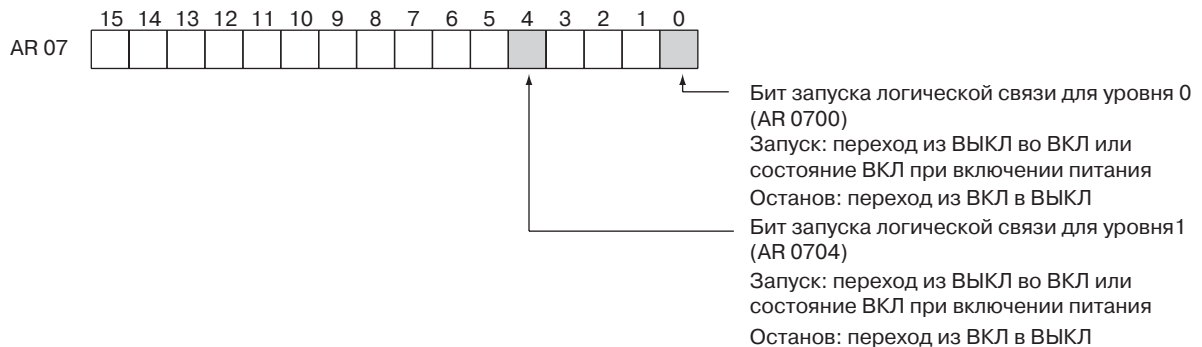 15 14 13 12 11 10 9 8 7 6 5 4 3 2 1 0
AR 07
Бит запуска логической связи для уровня 0
(AR 0700)
Запуск: переход из ВЫКЛ во ВКЛ или
состояние ВКЛ при включении питания
Останов: переход из ВКЛ в ВЫКЛ
Бит запуска логической связи для уровня1
(AR 0704)
Запуск: переход из ВЫКЛ во ВКЛ или
состояние ВКЛ при включении питания
Останов: переход из ВКЛ в ВЫКЛ